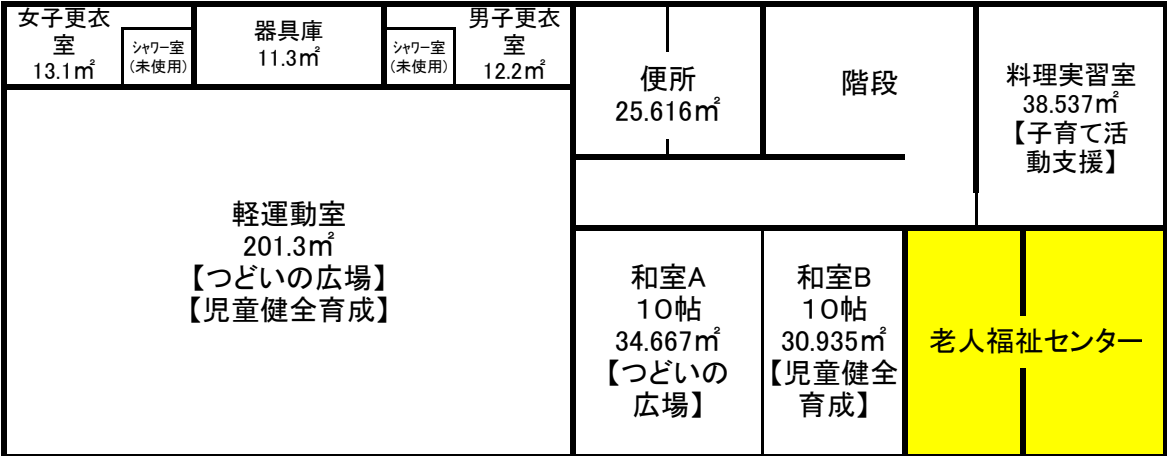 女子更衣
室
13.1㎡
シャワー室
(未使用)
器具庫
11.3㎡
シャワー室
(未使用)
男子更衣
室
12.2㎡
便所
25.616㎡
階段
料理実習室
38.537㎡
【子育て活
動支援】
軽運動室
201.3㎡
【つどいの広場】
【児童健全育成】
和室A
10帖
34.667㎡
【つどいの
広場】
和室B
10帖
30.935㎡
【児童健全
育成】
老人福祉センター